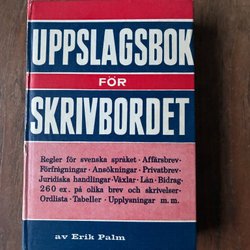 UPPSLAGSBOK
FÖR
SKRIVBORDET
Regler för svenska språket · Affärsbrev ·
Förfrågningar · Ansökningar · Privatbrev ·
Juridiska handlingar · Växlar · Lån · Bidrag ·
260 ex. på olika brev och skrivelser ·
Ordlista · Tabeller · Upplysningar m. m.
av Erik Palm